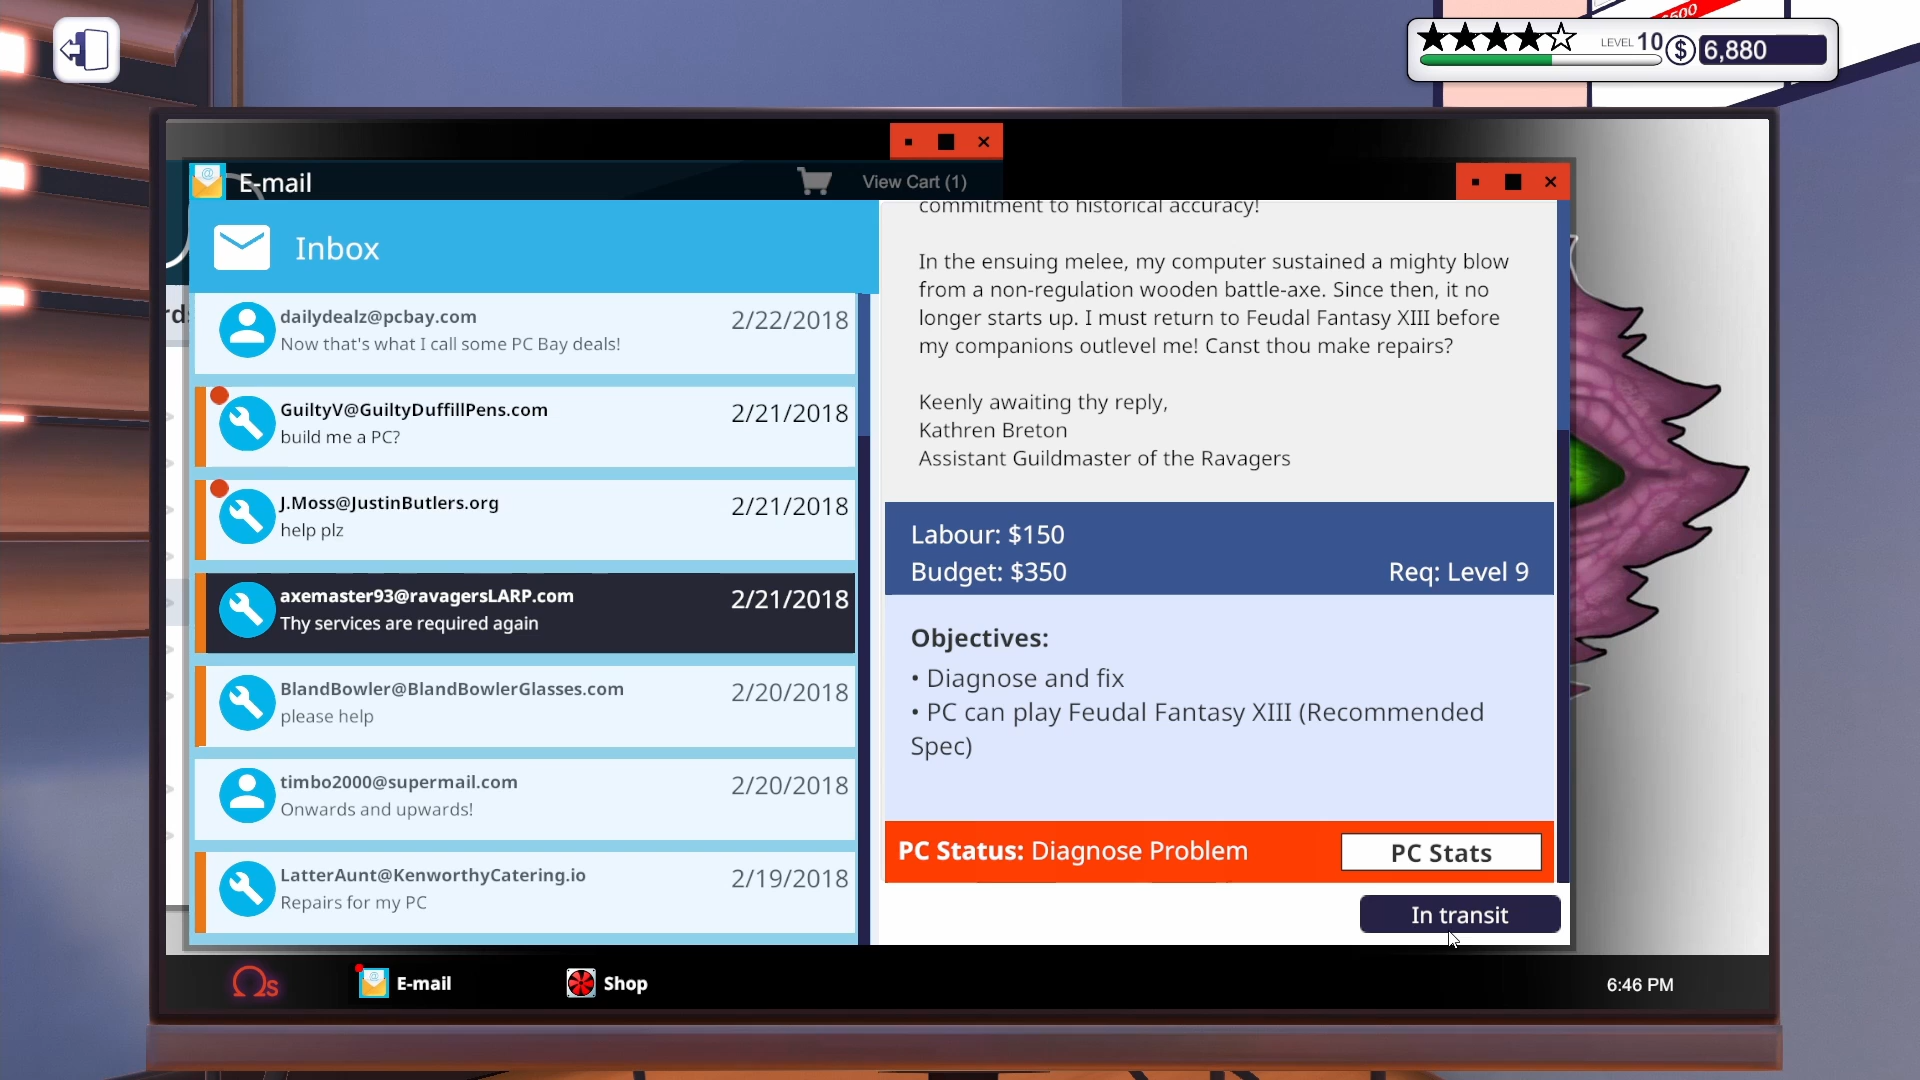 $500
LEVEL 10
$ 6,880
E-mail
View Cart (1)
Inbox
dailydealz@pcbay.com
2/22/2018
Now that's what I call some PC Bay deals!
GuiltyV@GuiltyDuffillPens.com
2/21/2018
build me a PC?
J.Moss@JustinButlers.org
2/21/2018
help plz
axemaster93@ravagersLARP.com
2/21/2018
Thy services are required again
BlandBowler@BlandBowlerGlasses.com
2/20/2018
please help
timbo2000@supermail.com
2/20/2018
Onwards and upwards!
LatterAunt@KenworthyCatering.io
2/19/2018
Repairs for my PC
commitment to historical accuracy!
In the ensuing melee, my computer sustained a mighty blow
from a non-regulation wooden battle-axe. Since then, it no
longer starts up. I must return to Feudal Fantasy XIII before
my companions outlevel me! Canst thou make repairs?
Keenly awaiting thy reply,
Kathren Breton
Assistant Guildmaster of the Ravagers
Labour: $150
Budget: $350
Req: Level 9
Objectives:
• Diagnose and fix
• PC can play Feudal Fantasy XIII (Recommended
Spec)
PC Status: Diagnose Problem
PC Stats
In transit
Ωs
E-mail
Shop
6:46 PM